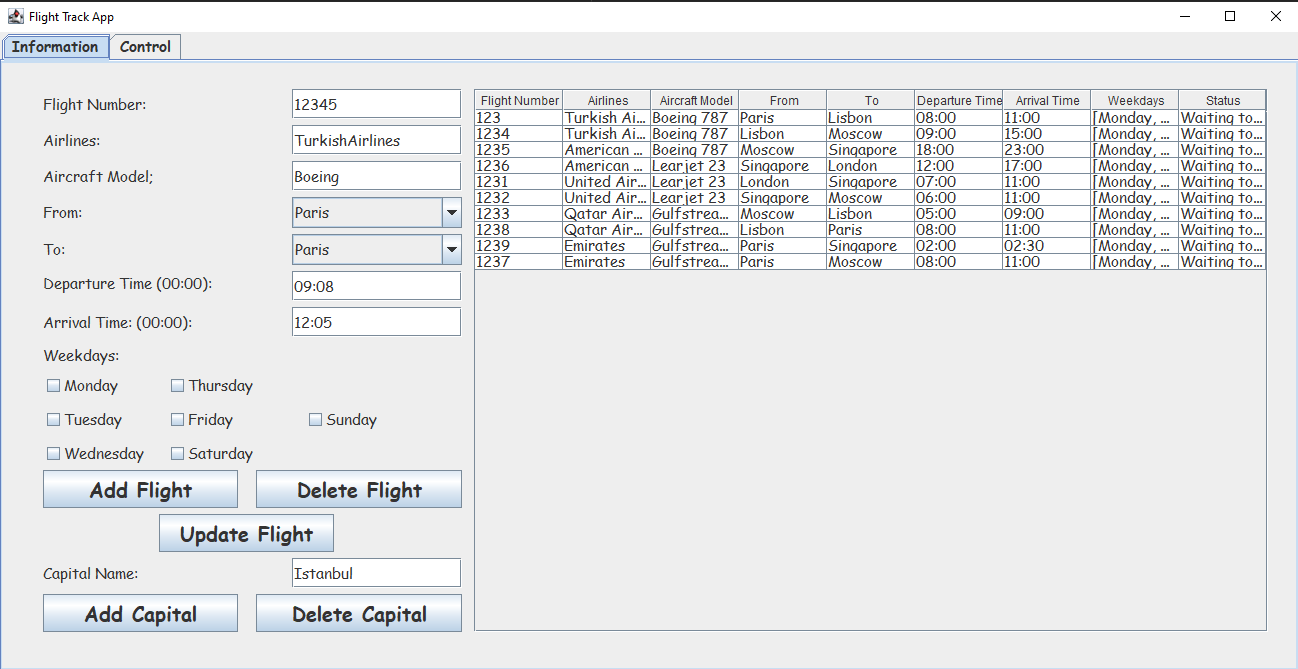 Flight Track App
Information Control
Flight Number: 12345
Airlines: TurkishAirlines
Aircraft Model; Boeing
From: Paris
To: Paris
Departure Time (00:00): 09:08
Arrival Time: (00:00): 12:05
Weekdays:
Monday Thursday
Tuesday Friday Sunday
Wednesday Saturday
Add Flight Delete Flight
Update Flight
Capital Name: Istanbul
Add Capital Delete Capital
Flight Number Airlines Aircraft Model From To Departure Time Arrival Time Weekdays Status
123 Turkish Ai... Boeing 787 Paris Lisbon 08:00 11:00 [Monday, ... Waiting to...
1234 Turkish Ai... Boeing 787 Lisbon Moscow 09:00 15:00 [Monday, ... Waiting to...
1235 American ... Boeing 787 Moscow Singapore 18:00 23:00 [Monday, ... Waiting to...
1236 American ... Learjet 23 Singapore London 12:00 17:00 [Monday, ... Waiting to...
1231 United Air... Learjet 23 London Singapore 07:00 11:00 [Monday, ... Waiting to...
1232 United Air... Learjet 23 Singapore Moscow 06:00 11:00 [Monday, ... Waiting to...
1233 Qatar Air... Gulfstrea... Moscow Lisbon 05:00 09:00 [Monday, ... Waiting to...
1238 Qatar Air... Gulfstrea... Lisbon Paris 08:00 11:00 [Monday, ... Waiting to...
1239 Emirates Gulfstrea... Paris Singapore 02:00 02:30 [Monday, ... Waiting to...
1237 Emirates Gulfstrea... Paris Moscow 08:00 11:00 [Monday, ... Waiting to...